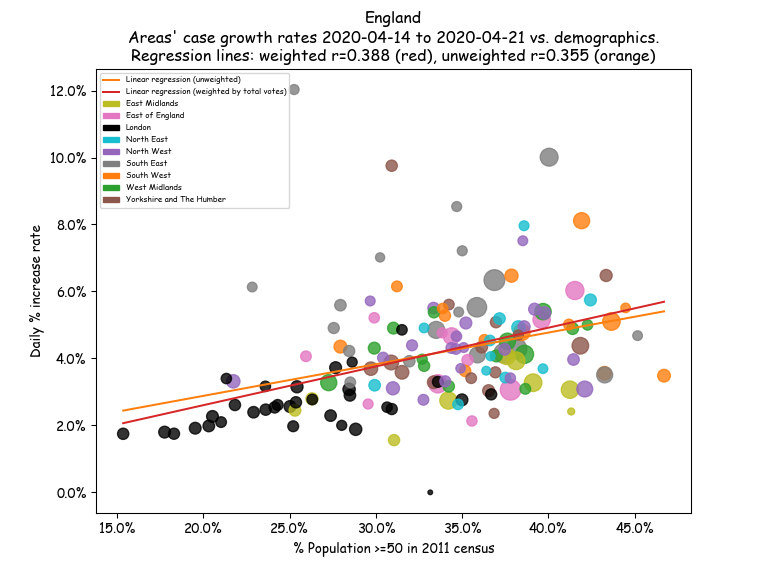 England
Areas' case growth rates 2020-04-14 to 2020-04-21 vs. demographics.
Regression lines: weighted r=0.388 (red), unweighted r=0.355 (orange)
Linear regression (unweighted)
Linear regression (weighted by total votes)
East Midlands
East of England
London
North East
North West
South East
South West
West Midlands
Yorkshire and The Humber
Daily % increase rate
12.0%
10.0%
8.0%
6.0%
4.0%
2.0%
0.0%
15.0% 20.0% 25.0% 30.0% 35.0% 40.0% 45.0%
% Population >=50 in 2011 census